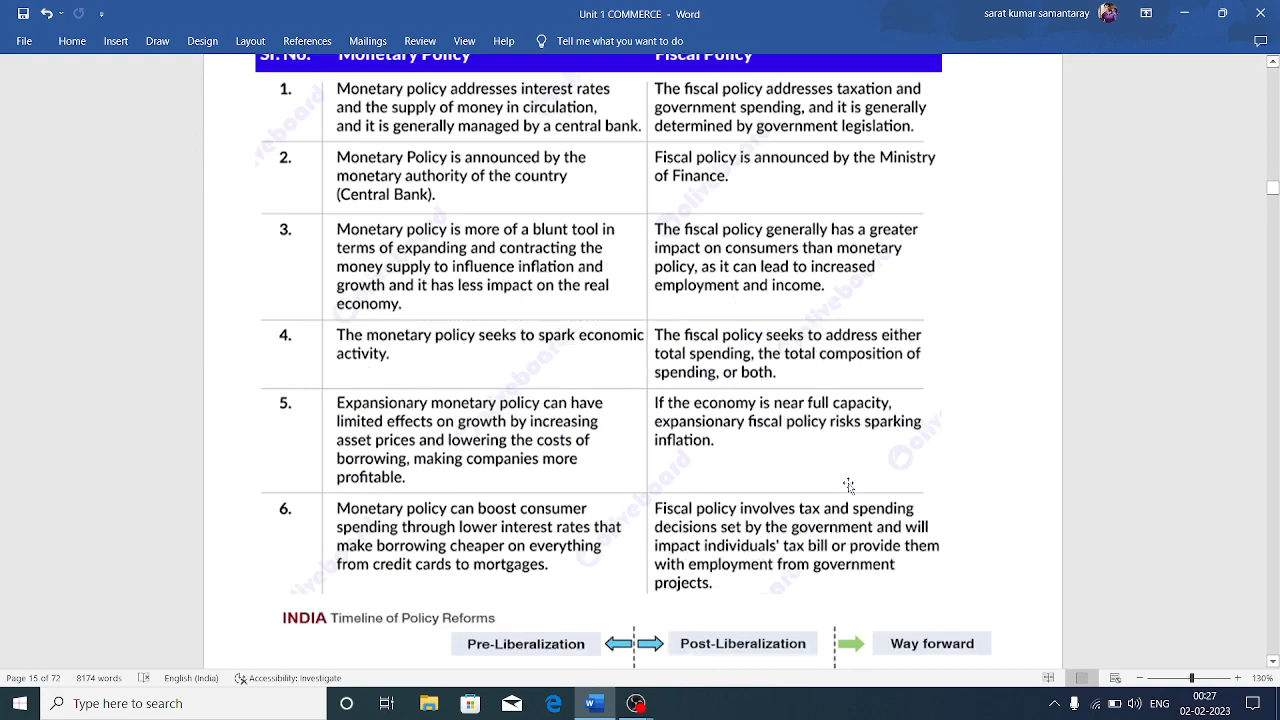 File Home Insert Draw Design Layout References Mailings Review View Help Tell me what you want to do
Sr. No. Monetary Policy Fiscal Policy
1. Monetary policy addresses interest rates The fiscal policy addresses taxation and
and the supply of money in circulation, government spending, and it is generally
and it is generally managed by a central bank. determined by government legislation.
2. Monetary Policy is announced by the Fiscal policy is announced by the Ministry
monetary authority of the country of Finance.
(Central Bank).
3. Monetary policy is more of a blunt tool in The fiscal policy generally has a greater
terms of expanding and contracting the impact on consumers than monetary
money supply to influence inflation and policy, as it can lead to increased
growth and it has less impact on the real employment and income.
economy.
4. The monetary policy seeks to spark economic The fiscal policy seeks to address either
activity. total spending, the total composition of
spending, or both.
5. Expansionary monetary policy can have If the economy is near full capacity,
limited effects on growth by increasing expansionary fiscal policy risks sparking
asset prices and lowering the costs of inflation.
borrowing, making companies more
profitable.
6. Monetary policy can boost consumer Fiscal policy involves tax and spending
spending through lower interest rates that decisions set by the government and will
make borrowing cheaper on everything impact individuals' tax bill or provide them
from credit cards to mortgages. with employment from government
projects.
oliveboard
INDIA Timeline of Policy Reforms
Pre-Liberalization Post-Liberalization Way forward
Page 15 of 72 8174 words English (India) Accessibility: Investigate 130%
Type here to search ENG 00:27